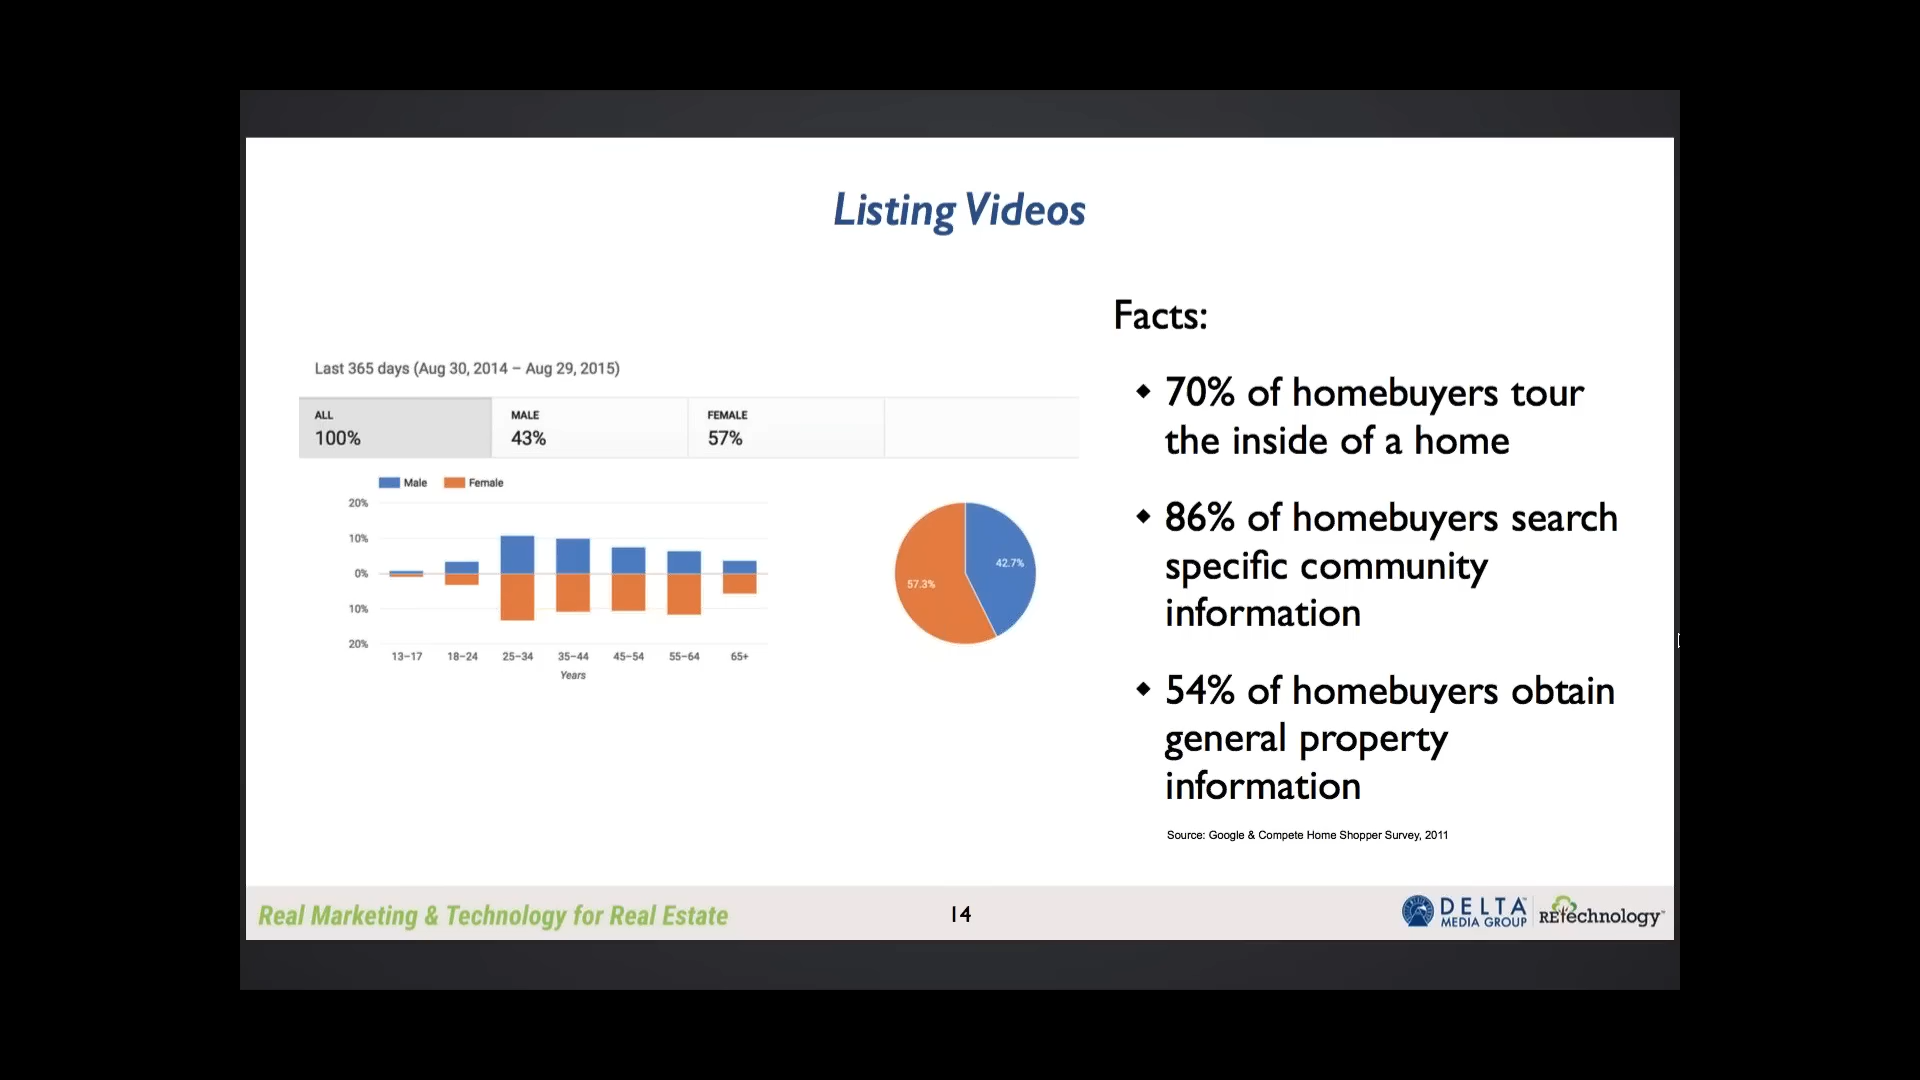 Listing Videos
Last 365 days (Aug 30, 2014 – Aug 29, 2015)
ALL
100%
MALE
43%
FEMALE
57%
Male
Female
20%
10%
0%
10%
20%
13–17
18–24
25–34
35–44
45–54
55–64
65+
Years
42.7%
57.3%
Facts:
◆ 70% of homebuyers tour
the inside of a home
◆ 86% of homebuyers search
specific community
information
◆ 54% of homebuyers obtain
general property
information
Source: Google & Compete Home Shopper Survey, 2011
Real Marketing & Technology for Real Estate
14
DELTA
MEDIA GROUP
RETechnology